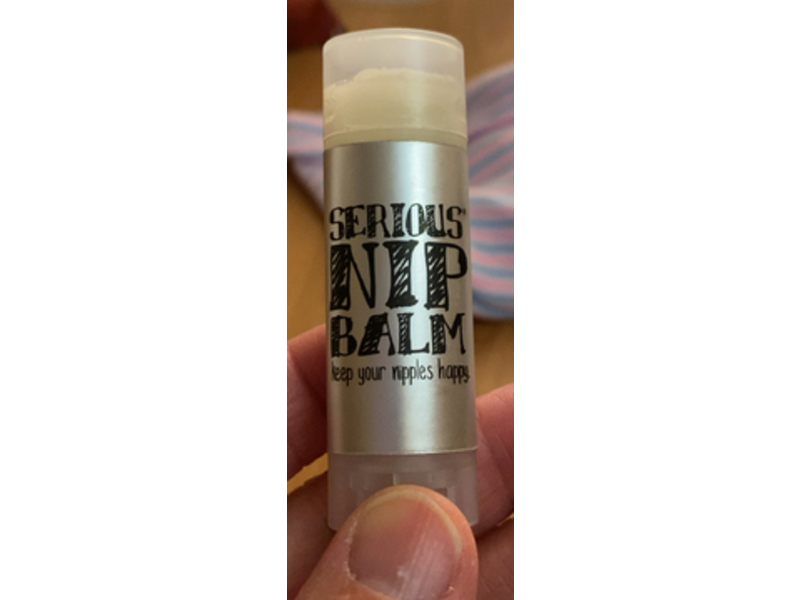 SERIOUS
NIP
BALM
keep your nipples happy.